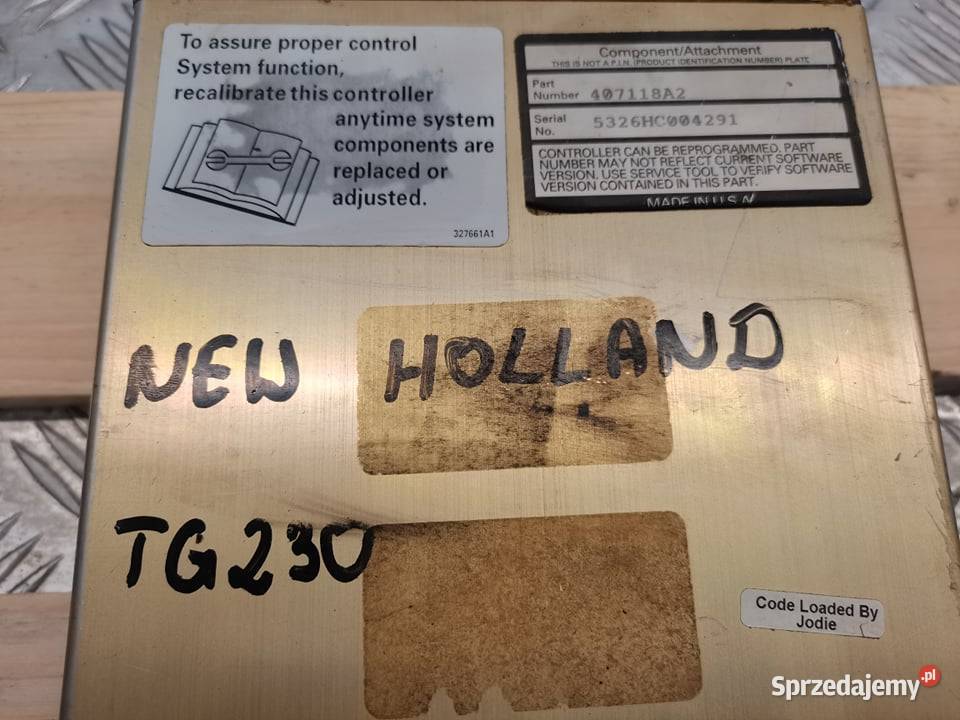 To assure proper control
System function,
recalibrate this controller
anytime system
components are
replaced or
adjusted.
327661A1
Component/Attachment
THIS IS NOT A P.I.N. (PRODUCT IDENTIFICATION NUMBER) PLATE
Part
Number 407118A2
Serial
No. 5326HC004291
CONTROLLER CAN BE REPROGRAMMED. PART
NUMBER MAY NOT REFLECT CURRENT SOFTWARE
VERSION. USE SERVICE TOOL TO VERIFY SOFTWARE
VERSION CONTAINED IN THIS PART.
MADE IN U.S.A.
NEW HOLLAND
TG230
Code Loaded By
Jodie
Sprzedajemy.pl